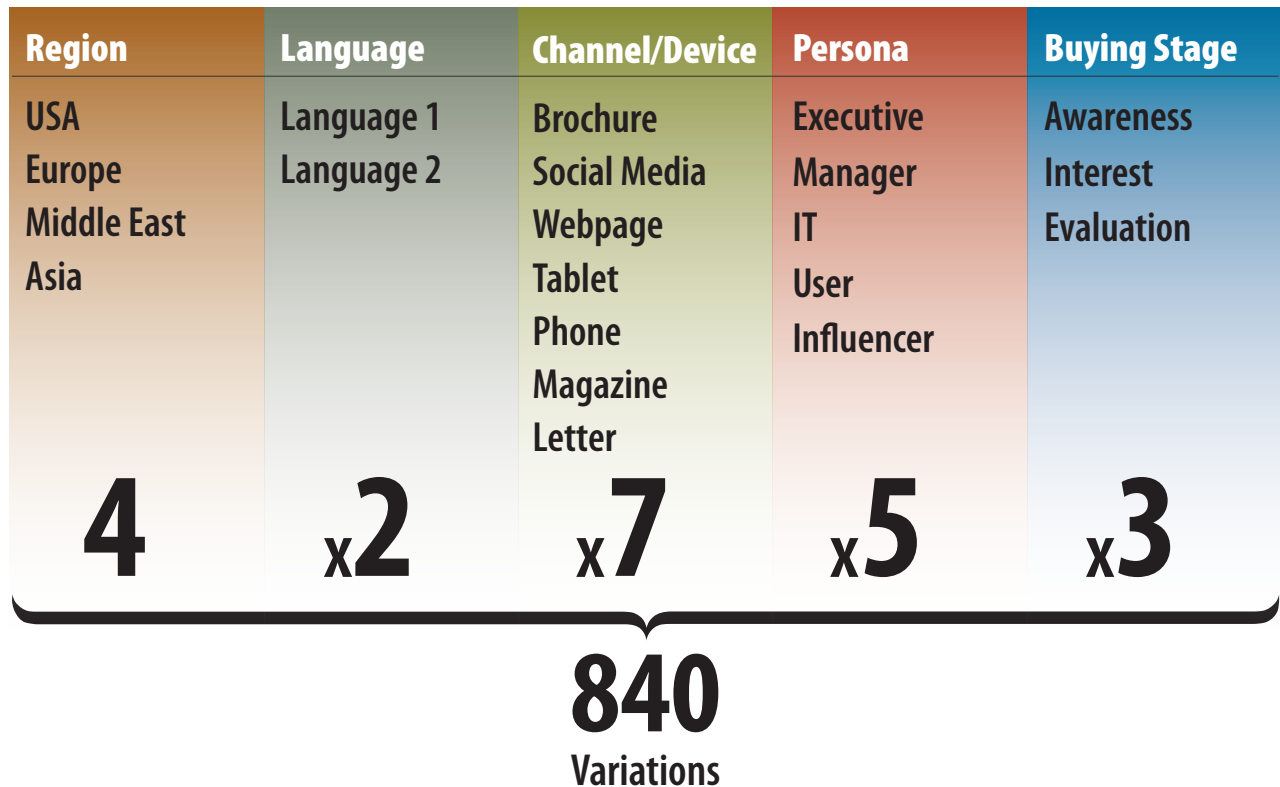 Region
USA
Europe
Middle East
Asia
4
Language
Language 1
Language 2
x2
Channel/Device
Brochure
Social Media
Webpage
Tablet
Phone
Magazine
Letter
x7
Persona
Executive
Manager
IT
User
Influencer
x5
Buying Stage
Awareness
Interest
Evaluation
x3
840
Variations